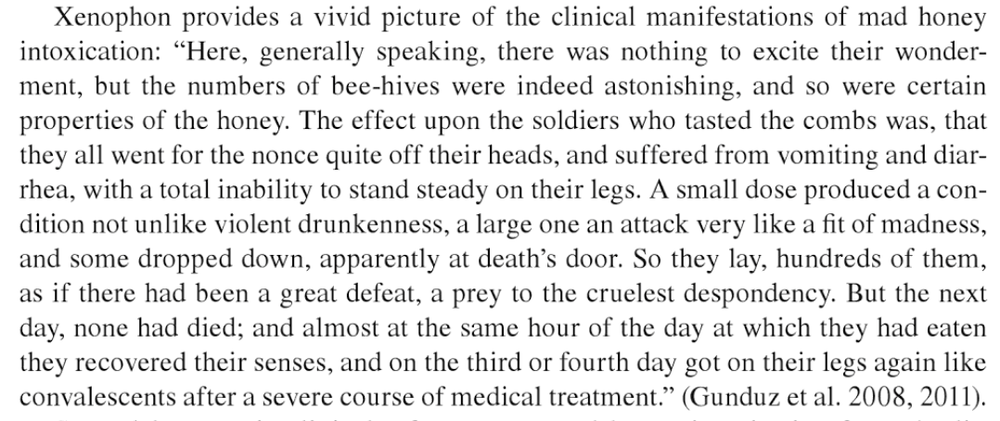 Xenophon provides a vivid picture of the clinical manifestations of mad honey
intoxication: “Here, generally speaking, there was nothing to excite their wonder-
ment, but the numbers of bee-hives were indeed astonishing, and so were certain
properties of the honey. The effect upon the soldiers who tasted the combs was, that
they all went for the nonce quite off their heads, and suffered from vomiting and diar-
rhea, with a total inability to stand steady on their legs. A small dose produced a con-
dition not unlike violent drunkenness, a large one an attack very like a fit of madness,
and some dropped down, apparently at death’s door. So they lay, hundreds of them,
as if there had been a great defeat, a prey to the cruelest despondency. But the next
day, none had died; and almost at the same hour of the day at which they had eaten
they recovered their senses, and on the third or fourth day got on their legs again like
convalescents after a severe course of medical treatment.” (Gunduz et al. 2008, 2011).